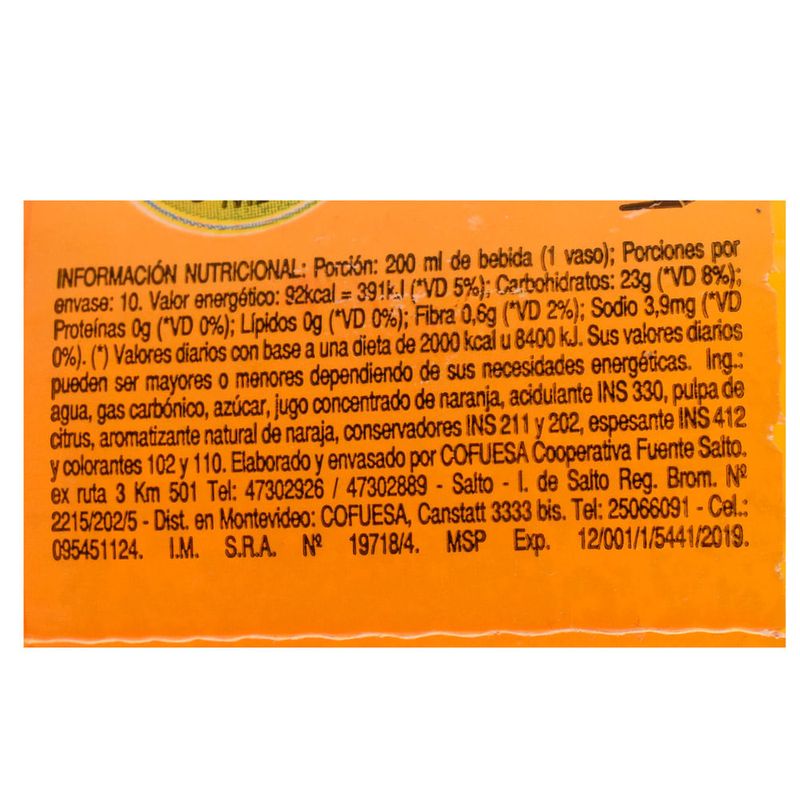 INFORMACIÓN NUTRICIONAL: Porción: 200 ml de bebida (1 vaso); Porciones por
envase: 10. Valor energético: 92kcal = 391kJ (*VD 5%); Carbohidratos: 23g (*VD 8%);
Proteínas 0g (*VD 0%); Lípidos 0g (*VD 0%); Fibra 0,6g (*VD 2%); Sodio 3,9mg (*VD
0%). (*) Valores diarios con base a una dieta de 2000 kcal u 8400 kJ. Sus valores diarios
pueden ser mayores o menores dependiendo de sus necesidades energéticas. Ing.:
agua, gas carbónico, azúcar, jugo concentrado de naranja, acidulante INS 330, pulpa de
citrus, aromatizante natural de naraja, conservadores INS 211 y 202, espesante INS 412
y colorantes 102 y 110. Elaborado y envasado por COFUESA Cooperativa Fuente Salto.
ex ruta 3 Km 501 Tel: 47302926 / 47302889 - Salto - I. de Salto Reg. Brom. Nº
2215/202/5 - Dist. en Montevideo: COFUESA, Canstatt 3333 bis. Tel: 25066091 - Cel.:
095451124. I.M. S.R.A. Nº 19718/4. MSP Exp. 12/001/1/5441/2019.